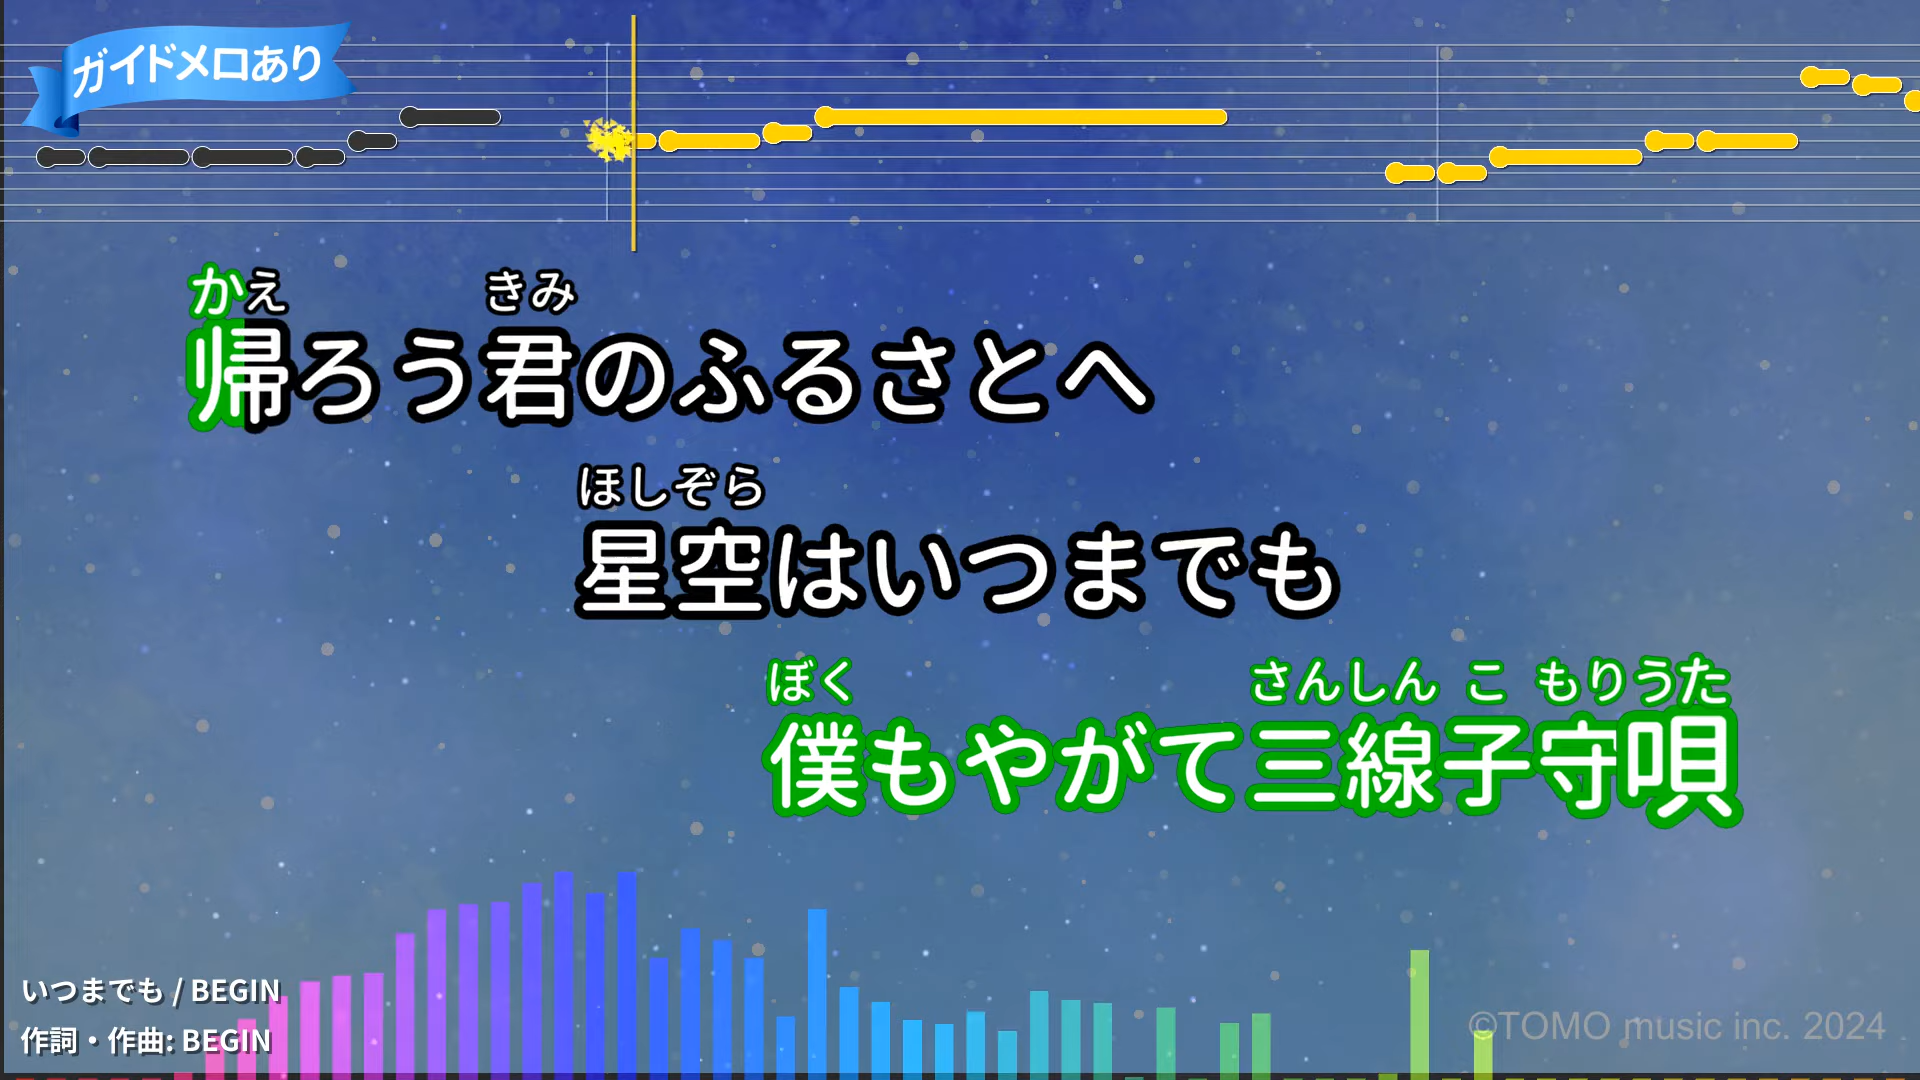 ガイドメロあり
かえ きみ
帰ろう君のふるさとへ
ほしぞら
星空はいつまでも
ぼく さんしん こ もりうた
僕もやがて三線子守唄
いつまでも / BEGIN
作詞・作曲: BEGIN
©TOMO music inc. 2024